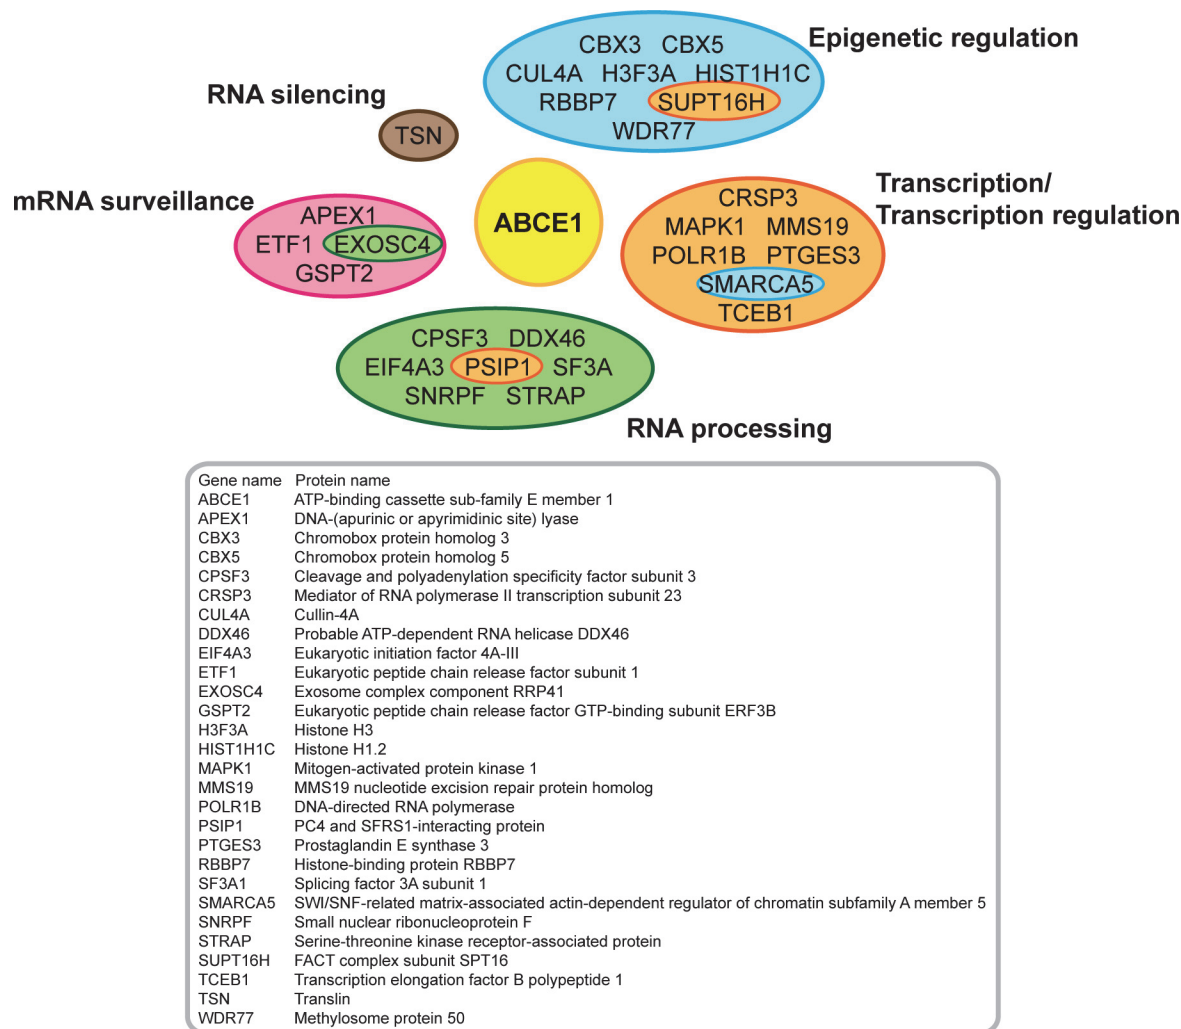 Epigenetic regulation
CBX3 CBX5
CUL4A H3F3A HIST1H1C
RBBP7 SUPT16H
WDR77
RNA silencing
TSN
mRNA surveillance
APEX1
ETF1 EXOSC4
GSPT2
ABCE1
Transcription/
Transcription regulation
CRSP3
MAPK1 MMS19
POLR1B PTGES3
SMARCA5
TCEB1
CPSF3 DDX46
EIF4A3 PSIP1 SF3A
SNRPF STRAP
RNA processing
Gene name Protein name
ABCE1 ATP-binding cassette sub-family E member 1
APEX1 DNA-(apurinic or apyrimidinic site) lyase
CBX3 Chromobox protein homolog 3
CBX5 Chromobox protein homolog 5
CPSF3 Cleavage and polyadenylation specificity factor subunit 3
CRSP3 Mediator of RNA polymerase II transcription subunit 23
CUL4A Cullin-4A
DDX46 Probable ATP-dependent RNA helicase DDX46
EIF4A3 Eukaryotic initiation factor 4A-III
ETF1 Eukaryotic peptide chain release factor subunit 1
EXOSC4 Exosome complex component RRP41
GSPT2 Eukaryotic peptide chain release factor GTP-binding subunit ERF3B
H3F3A Histone H3
HIST1H1C Histone H1.2
MAPK1 Mitogen-activated protein kinase 1
MMS19 MMS19 nucleotide excision repair protein homolog
POLR1B DNA-directed RNA polymerase
PSIP1 PC4 and SFRS1-interacting protein
PTGES3 Prostaglandin E synthase 3
RBBP7 Histone-binding protein RBBP7
SF3A1 Splicing factor 3A subunit 1
SMARCA5 SWI/SNF-related matrix-associated actin-dependent regulator of chromatin subfamily A member 5
SNRPF Small nuclear ribonucleoprotein F
STRAP Serine-threonine kinase receptor-associated protein
SUPT16H FACT complex subunit SPT16
TCEB1 Transcription elongation factor B polypeptide 1
TSN Translin
WDR77 Methylosome protein 50